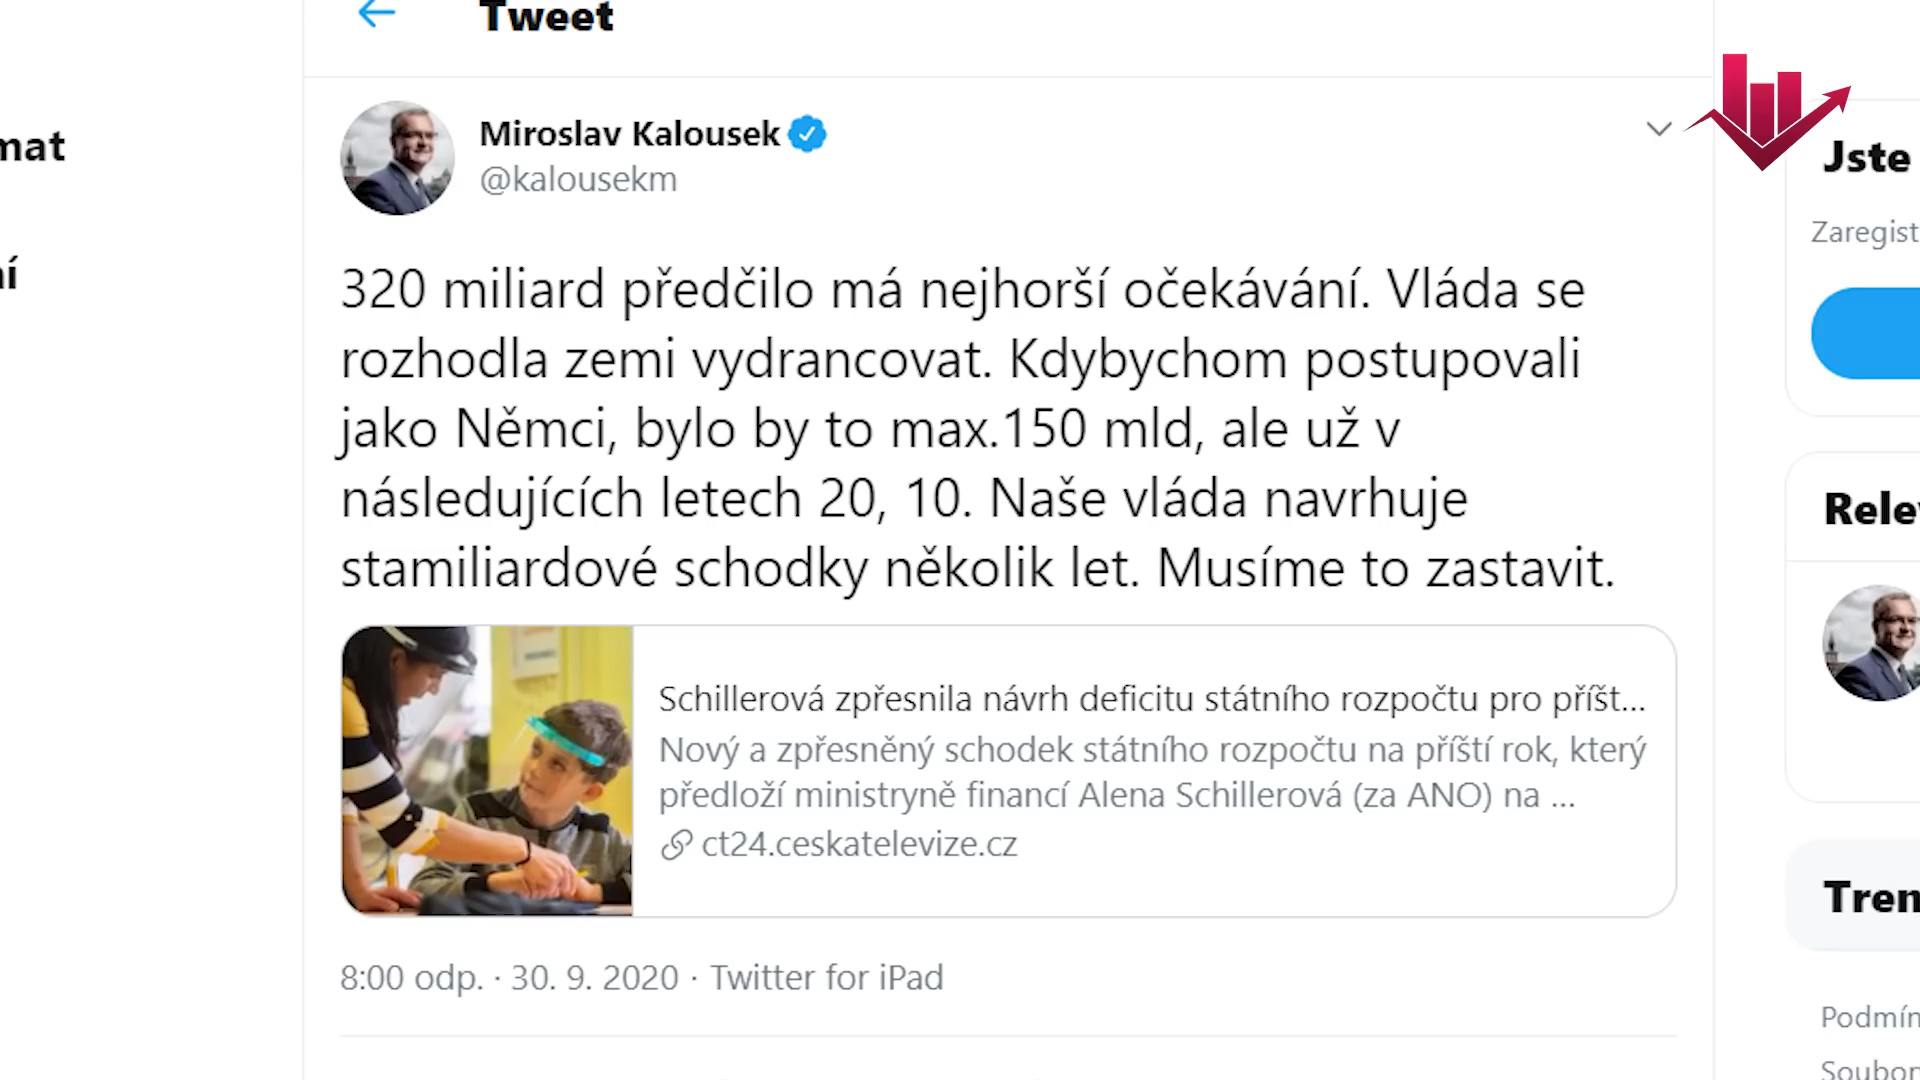 Tweet
Miroslav Kalousek
@kalousekm
320 miliard předčilo má nejhorší očekávání. Vláda se
rozhodla zemi vydrancovat. Kdybychom postupovali
jako Němci, bylo by to max.150 mld, ale už v
následujících letech 20, 10. Naše vláda navrhuje
stamiliardové schodky několik let. Musíme to zastavit.
Schillerová zpřesnila návrh deficitu státního rozpočtu pro příšt...
Nový a zpřesněný schodek státního rozpočtu na příští rok, který
předloží ministryně financí Alena Schillerová (za ANO) na ...
ct24.ceskatelevize.cz
8:00 odp. · 30. 9. 2020 · Twitter for iPad
mat
í
Jste
Zaregist
Rele
Tren
Podmín
Soubor